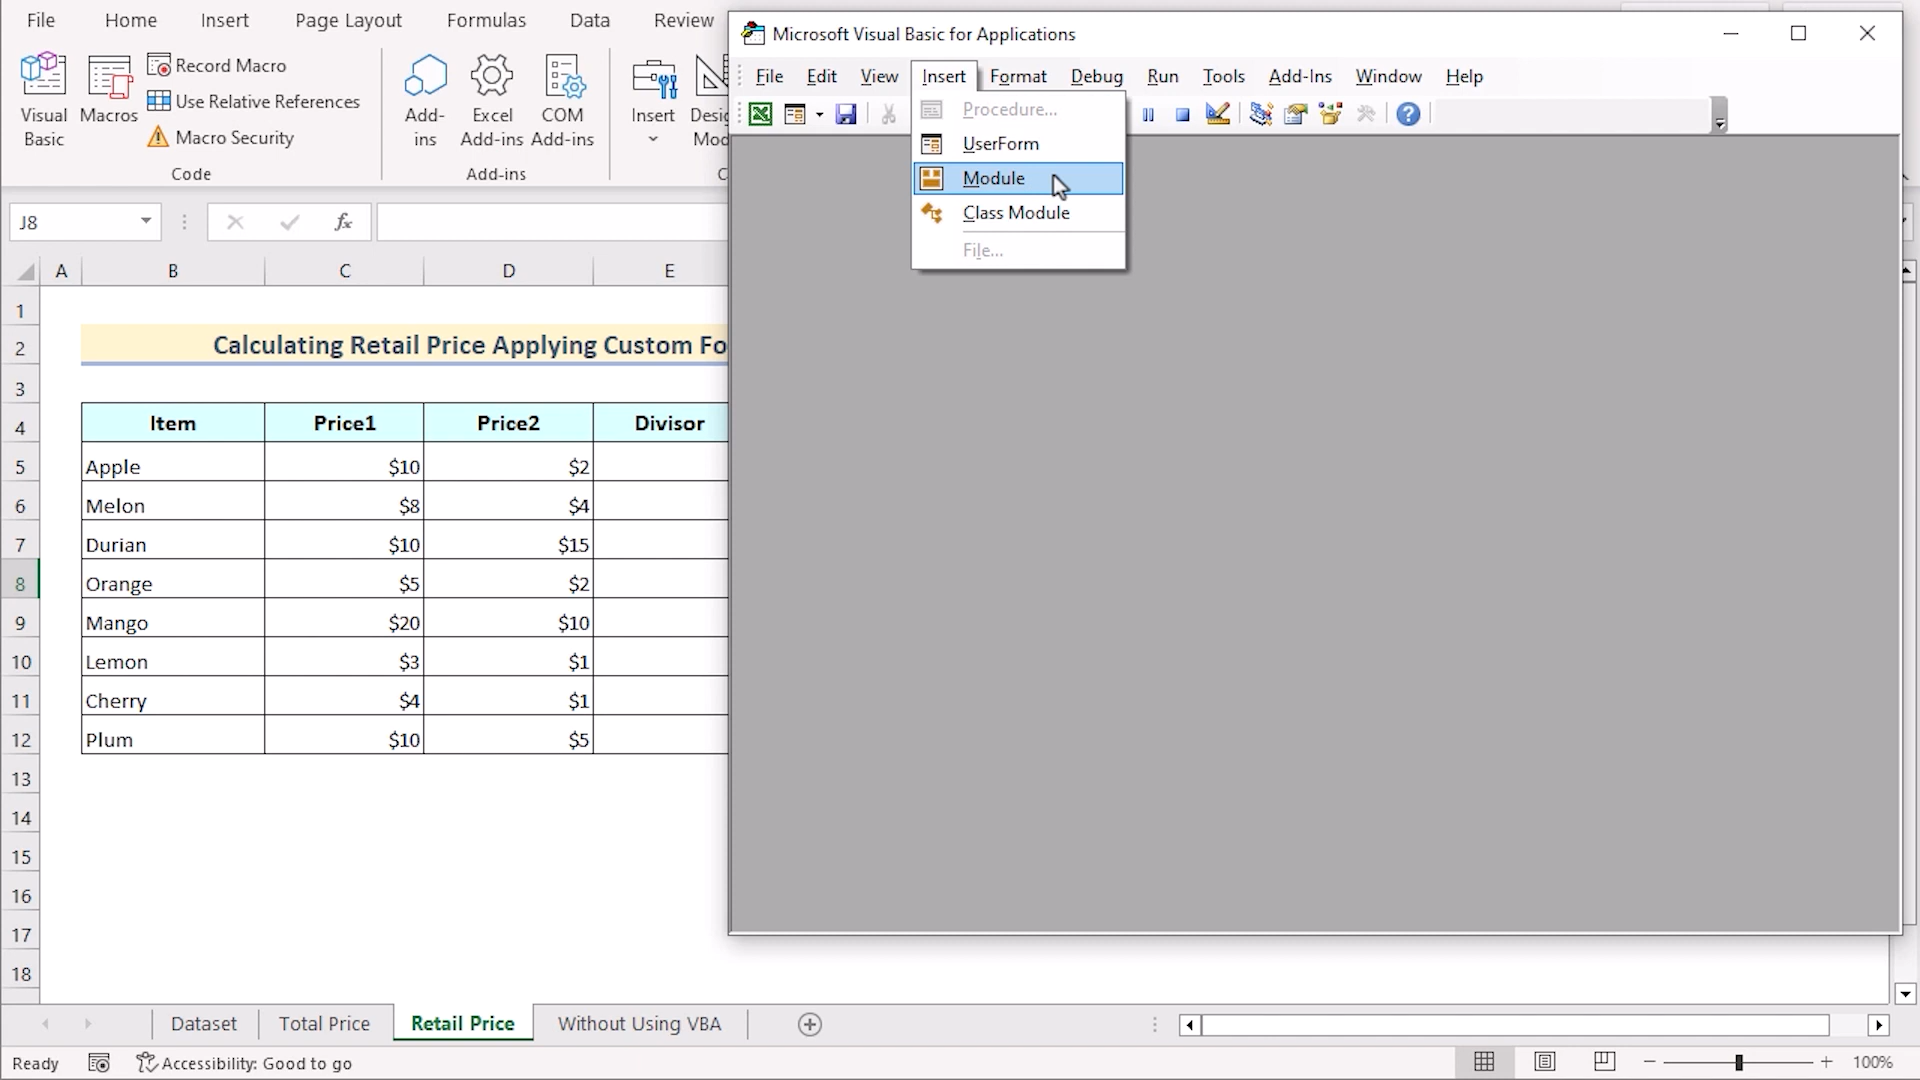 File Home Insert Page Layout Formulas Data Review
Visual Basic
Macros
Record Macro
Use Relative References
Macro Security
Code
Add-ins
Excel Add-ins
COM Add-ins
Add-ins
Insert
J8
fx
A B C D E
1
2 Calculating Retail Price Applying Custom Fo
3
4 Item Price1 Price2 Divisor
5 Apple $10 $2
6 Melon $8 $4
7 Durian $10 $15
8 Orange $5 $2
9 Mango $20 $10
10 Lemon $3 $1
11 Cherry $4 $1
12 Plum $10 $5
13
14
15
16
17
18
Microsoft Visual Basic for Applications
File Edit View Insert Format Debug Run Tools Add-Ins Window Help
Procedure...
UserForm
Module
Class Module
File...
Dataset Total Price Retail Price Without Using VBA
Ready Accessibility: Good to go 100%